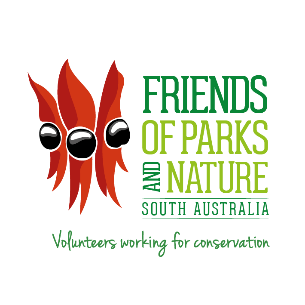 FRIENDS
OF PARKS
AND NATURE
SOUTH AUSTRALIA
Volunteers working for conservation